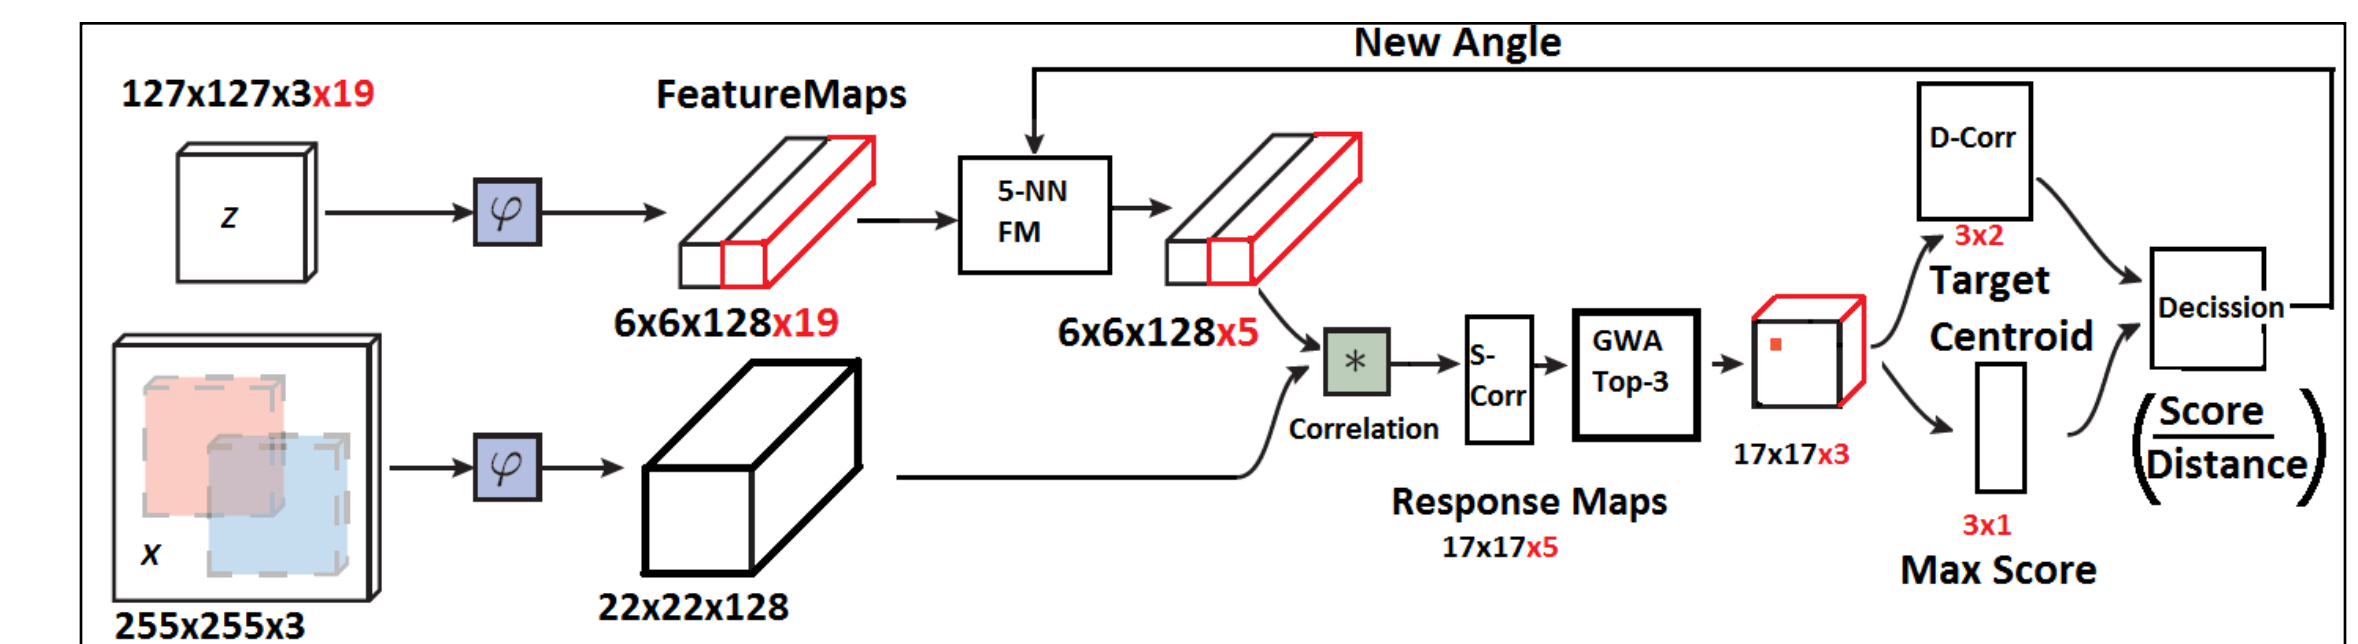 New Angle
127x127x3x19
FeatureMaps
z
φ
5-NN
FM
6x6x128x19
6x6x128x5
D-Corr
3x2
Target
Centroid
Decission
(Score
Distance)
*
Correlation
S-
Corr
GWA
Top-3
17x17x3
Response Maps
17x17x5
3x1
Max Score
x
255x255x3
φ
22x22x128